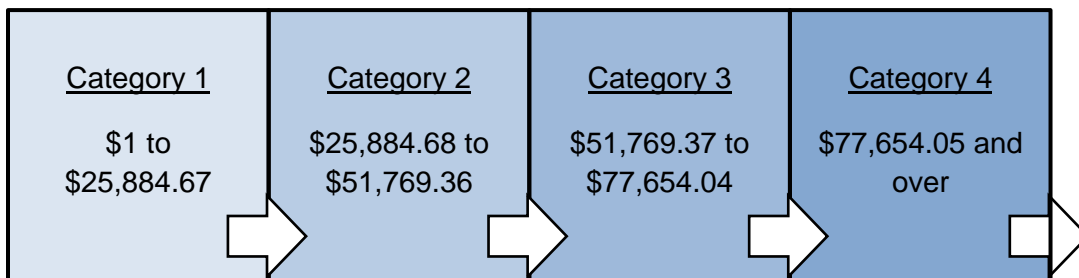 Category 1
$1 to
$25,884.67
Category 2
$25,884.68 to
$51,769.36
Category 3
$51,769.37 to
$77,654.04
Category 4
$77,654.05 and
over